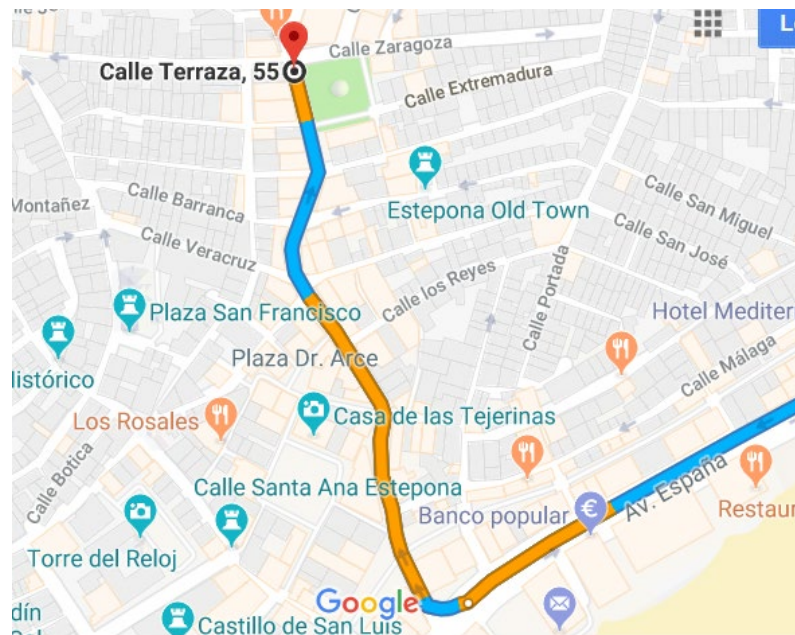 Calle Zaragoza
Calle Terraza, 55
Calle Extremadura
Calle Barranca
Montañez
Estepona Old Town
Calle San Miguel
Calle Veracruz
Calle San José
Calle los Reyes
Calle Portada
Plaza San Francisco
Hotel Mediterr
Plaza Dr. Arce
istórico
Calle Málaga
Los Rosales
Casa de las Tejerinas
Calle Botica
Calle Santa Ana Estepona
Av. España
Banco popular
€
Restaur
Torre del Reloj
Google
dín
Castillo de San Luis